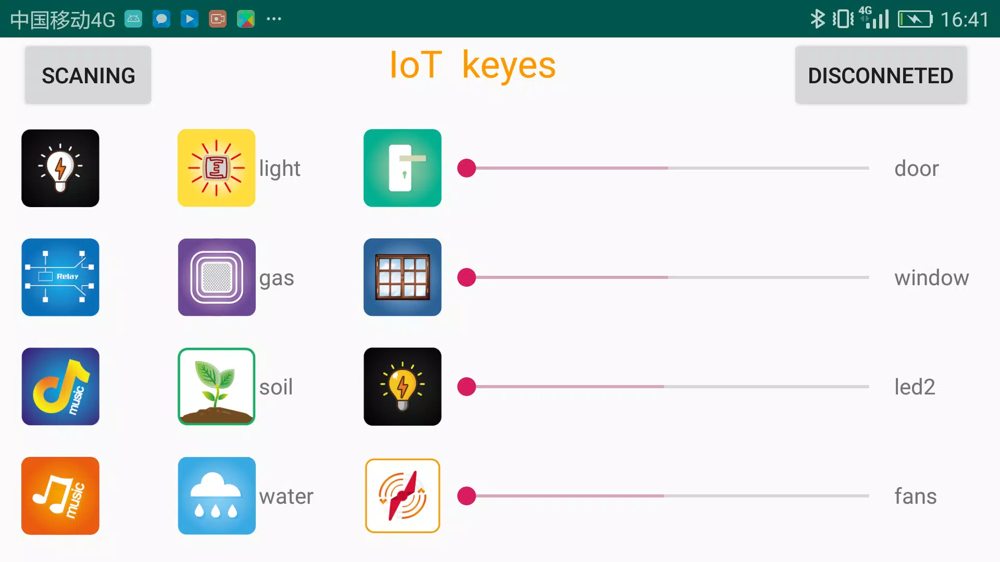 中国移动4G 4G 16:41
SCANING IoT keyes DISCONNETED
light door
Relay gas window
music soil led2
music water fans